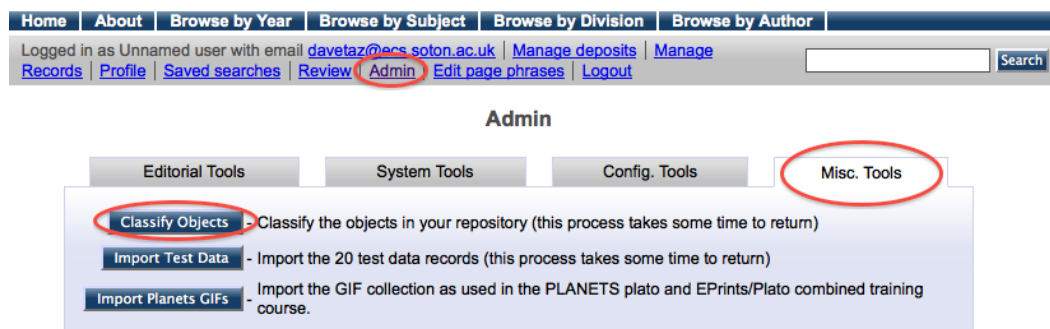 Home About Browse by Year Browse by Subject Browse by Division Browse by Author
Logged in as Unnamed user with email davetaz@ecs.soton.ac.uk | Manage deposits | Manage
Records | Profile | Saved searches | Review | Admin | Edit page phrases | Logout
Search
Admin
Editorial Tools System Tools Config. Tools Misc. Tools
Classify Objects - Classify the objects in your repository (this process takes some time to return)
Import Test Data - Import the 20 test data records (this process takes some time to return)
Import Planets GIFs - Import the GIF collection as used in the PLANETS plato and EPrints/Plato combined training
course.